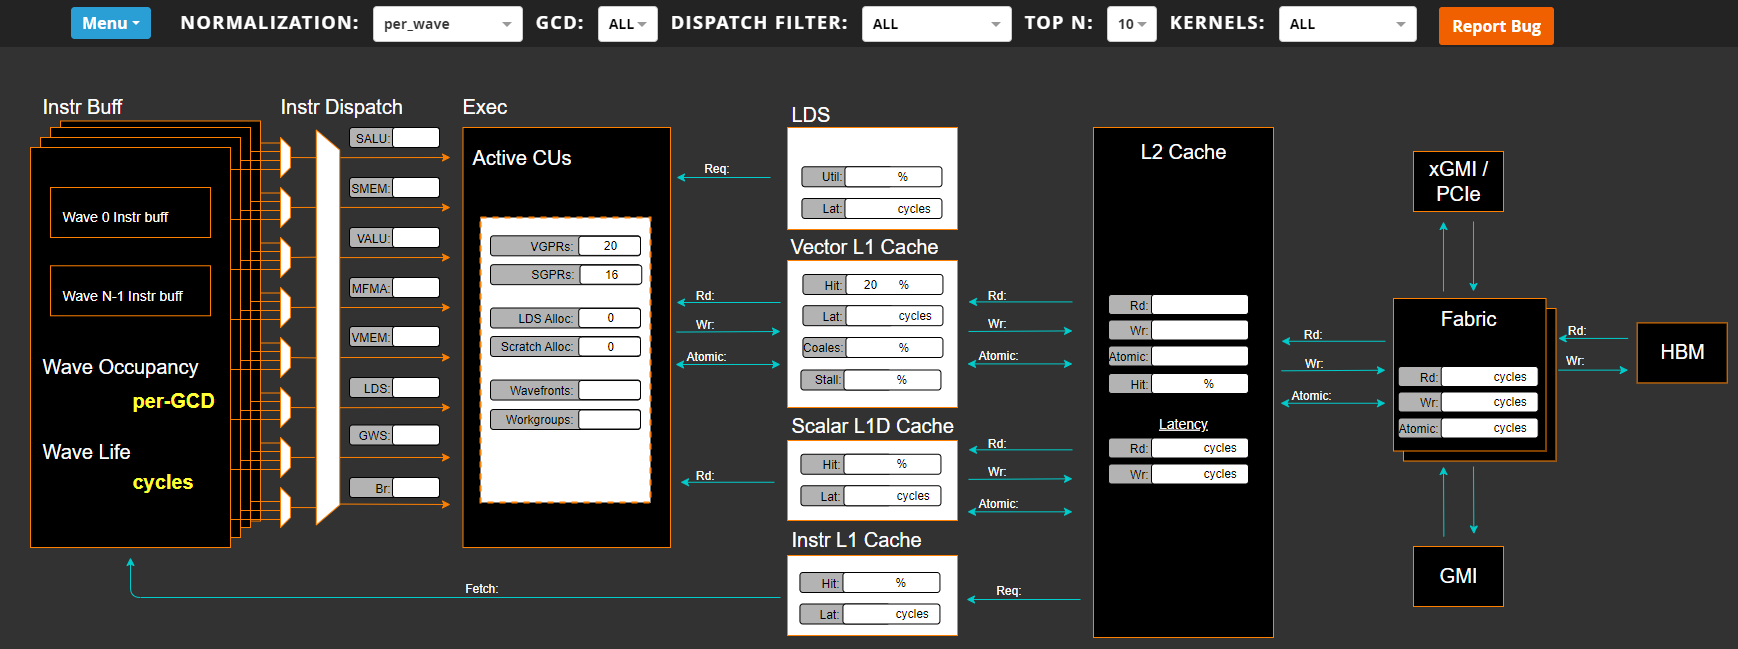 Menu
NORMALIZATION: per_wave GCD: ALL DISPATCH FILTER: ALL TOP N: 10 KERNELS: ALL Report Bug
Instr Buff
Wave 0 Instr buff
Wave N-1 Instr buff
Wave Occupancy
per-GCD
Wave Life
cycles
Instr Dispatch
SALU:
SMEM:
VALU:
MFMA:
VMEM:
LDS:
GWS:
Br:
Exec
Active CUs
VGPRs: 20
SGPRs: 16
LDS Alloc: 0
Scratch Alloc: 0
Wavefronts:
Workgroups:
Req:
Rd:
Wr:
Atomic:
Rd:
Fetch:
LDS
Util: %
Lat: cycles
Vector L1 Cache
Hit: 20 %
Lat: cycles
Coales: %
Stall: %
Scalar L1D Cache
Hit: %
Lat: cycles
Instr L1 Cache
Hit: %
Lat: cycles
Rd:
Wr:
Atomic:
Rd:
Wr:
Atomic:
Req:
L2 Cache
Rd:
Wr:
Atomic:
Hit: %
Latency
Rd: cycles
Wr: cycles
Rd:
Wr:
Atomic:
xGMI /
PCIe
Fabric
Rd: cycles
Wr: cycles
Atomic: cycles
GMI
Rd:
Wr:
HBM